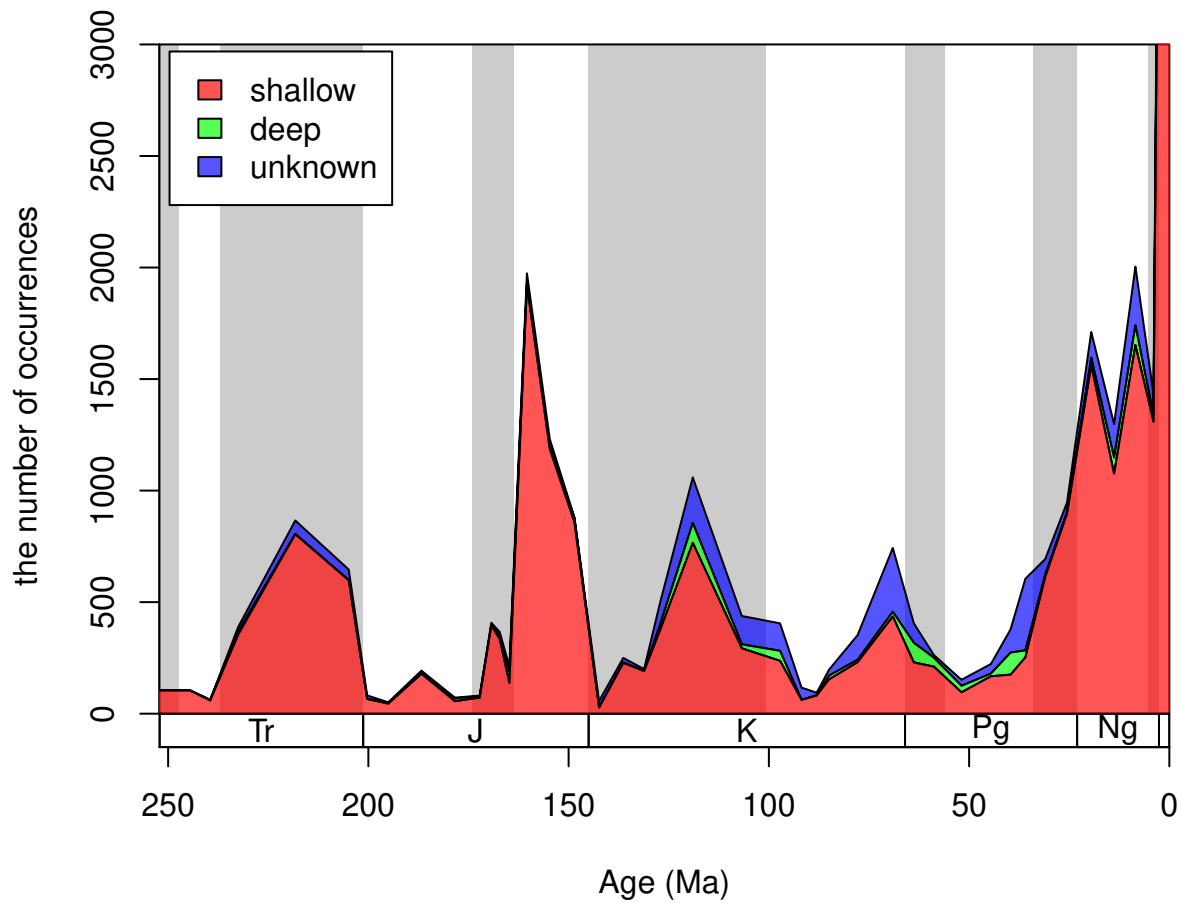 the number of occurrences
3000
2500
2000
1500
1000
500
0
shallow
deep
unknown
Tr J K Pg Ng
250 200 150 100 50 0
Age (Ma)